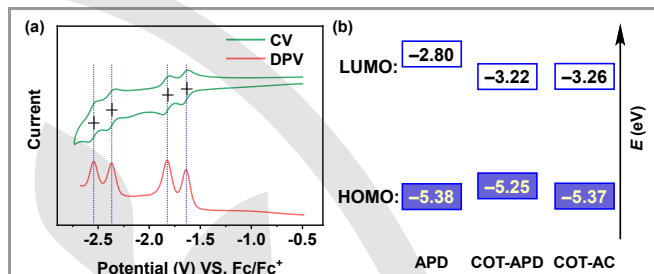 (a)
CV
DPV
Current
-2.5 -2.0 -1.5 -1.0 -0.5
Potential (V) VS. Fc/Fc⁺
(b)
LUMO: –2.80 –3.22 –3.26
HOMO: –5.38 –5.25 –5.37
APD COT-APD COT-AC
E (eV)